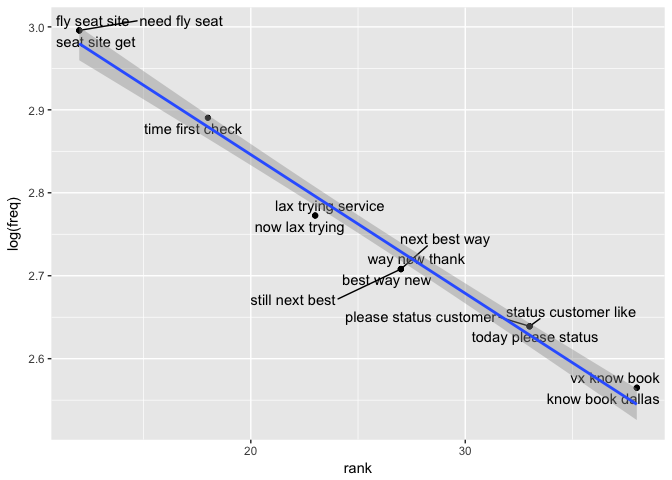 3.0
2.9
2.8
2.7
2.6
log(freq)
fly seat site
need fly seat
seat site get
time first check
lax trying service
now lax trying
next best way
way new thank
best way new
still next best
status customer like
please status customer
today please status
vx know book
know book dallas
20
30
rank